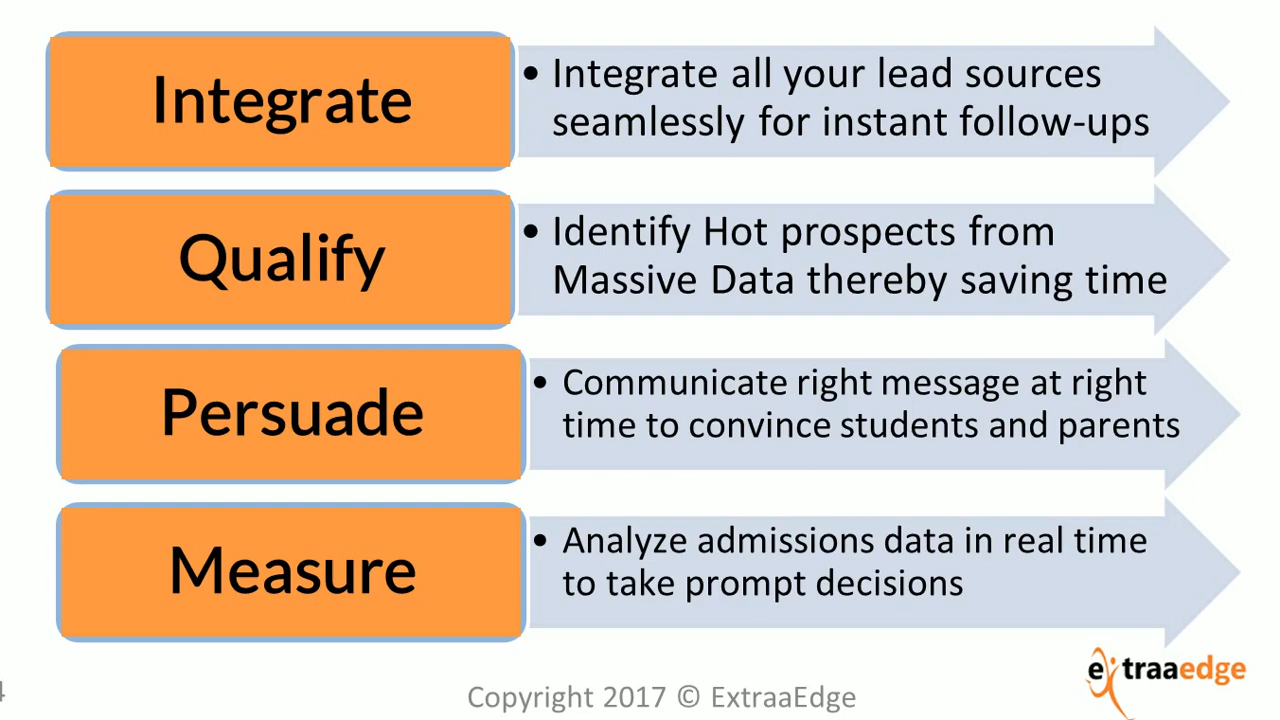 Integrate
• Integrate all your lead sources
seamlessly for instant follow-ups
Qualify
• Identify Hot prospects from
Massive Data thereby saving time
Persuade
• Communicate right message at right
time to convince students and parents
Measure
• Analyze admissions data in real time
to take prompt decisions
4
Copyright 2017 © ExtraaEdge
extraaedge